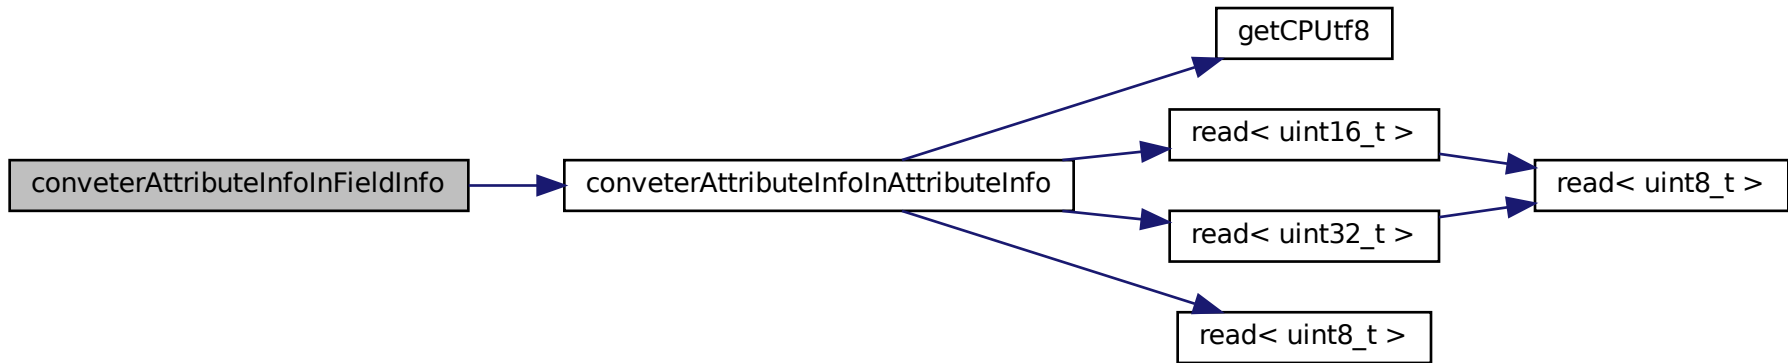 conveterAttributeInfoInFieldInfo
conveterAttributeInfoInAttributeInfo
getCPUtf8
read< uint16_t >
read< uint32_t >
read< uint8_t >
read< uint8_t >